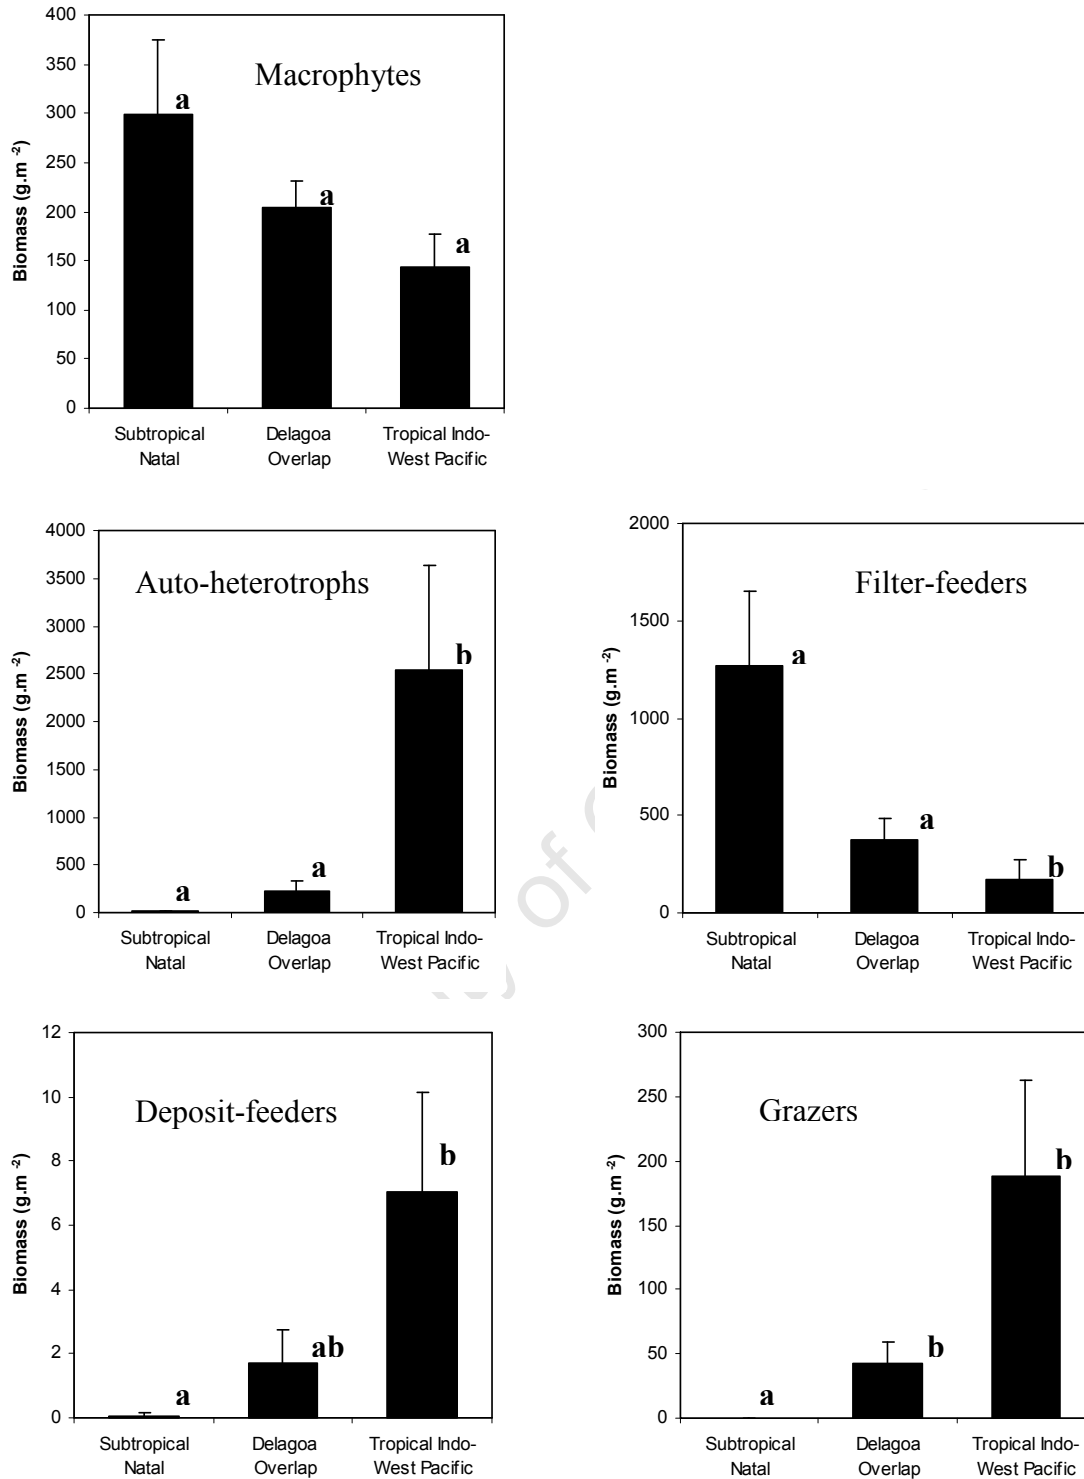 Macrophytes
Biomass (g.m -2)
400
350
300
250
200
150
100
50
0
a
a
a
Subtropical Natal
Delagoa Overlap
Tropical Indo-West Pacific
Auto-heterotrophs
Biomass (g.m -2)
4000
3500
3000
2500
2000
1500
1000
500
0
a
a
b
Subtropical Natal
Delagoa Overlap
Tropical Indo-West Pacific
Filter-feeders
Biomass (g.m -2)
2000
1500
1000
500
0
a
a
b
Subtropical Natal
Delagoa Overlap
Tropical Indo-West Pacific
Deposit-feeders
Biomass (g.m -2)
12
10
8
6
4
2
0
a
ab
b
Subtropical Natal
Delagoa Overlap
Tropical Indo-West Pacific
Grazers
Biomass (g.m -2)
300
250
200
150
100
50
0
a
b
b
Subtropical Natal
Delagoa Overlap
Tropical Indo-West Pacific
of